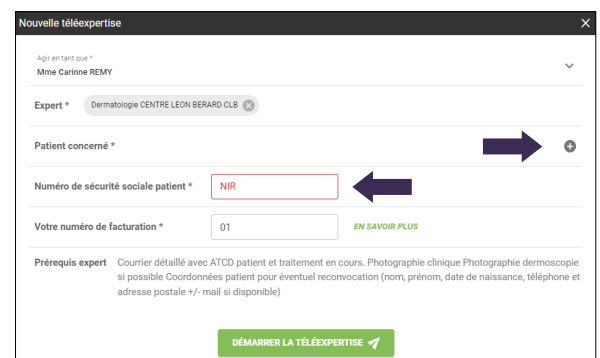 Nouvelle téléexpertise
Agir en tant que *
Mme Carinne REMY
Expert *
Dermatologie CENTRE LEON BERARD CLB
Patient concerné *
Numéro de sécurité sociale patient *
NIR
Votre numéro de facturation *
01
EN SAVOIR PLUS
Prérequis expert
Courrier détaillé avec ATCD patient et traitement en cours. Photographie clinique Photographie dermoscopie
si possible Coordonnées patient pour éventuel reconvocation (nom, prénom, date de naissance, téléphone et
adresse postale +/- mail si disponible)
DÉMARRER LA TÉLÉEXPERTISE